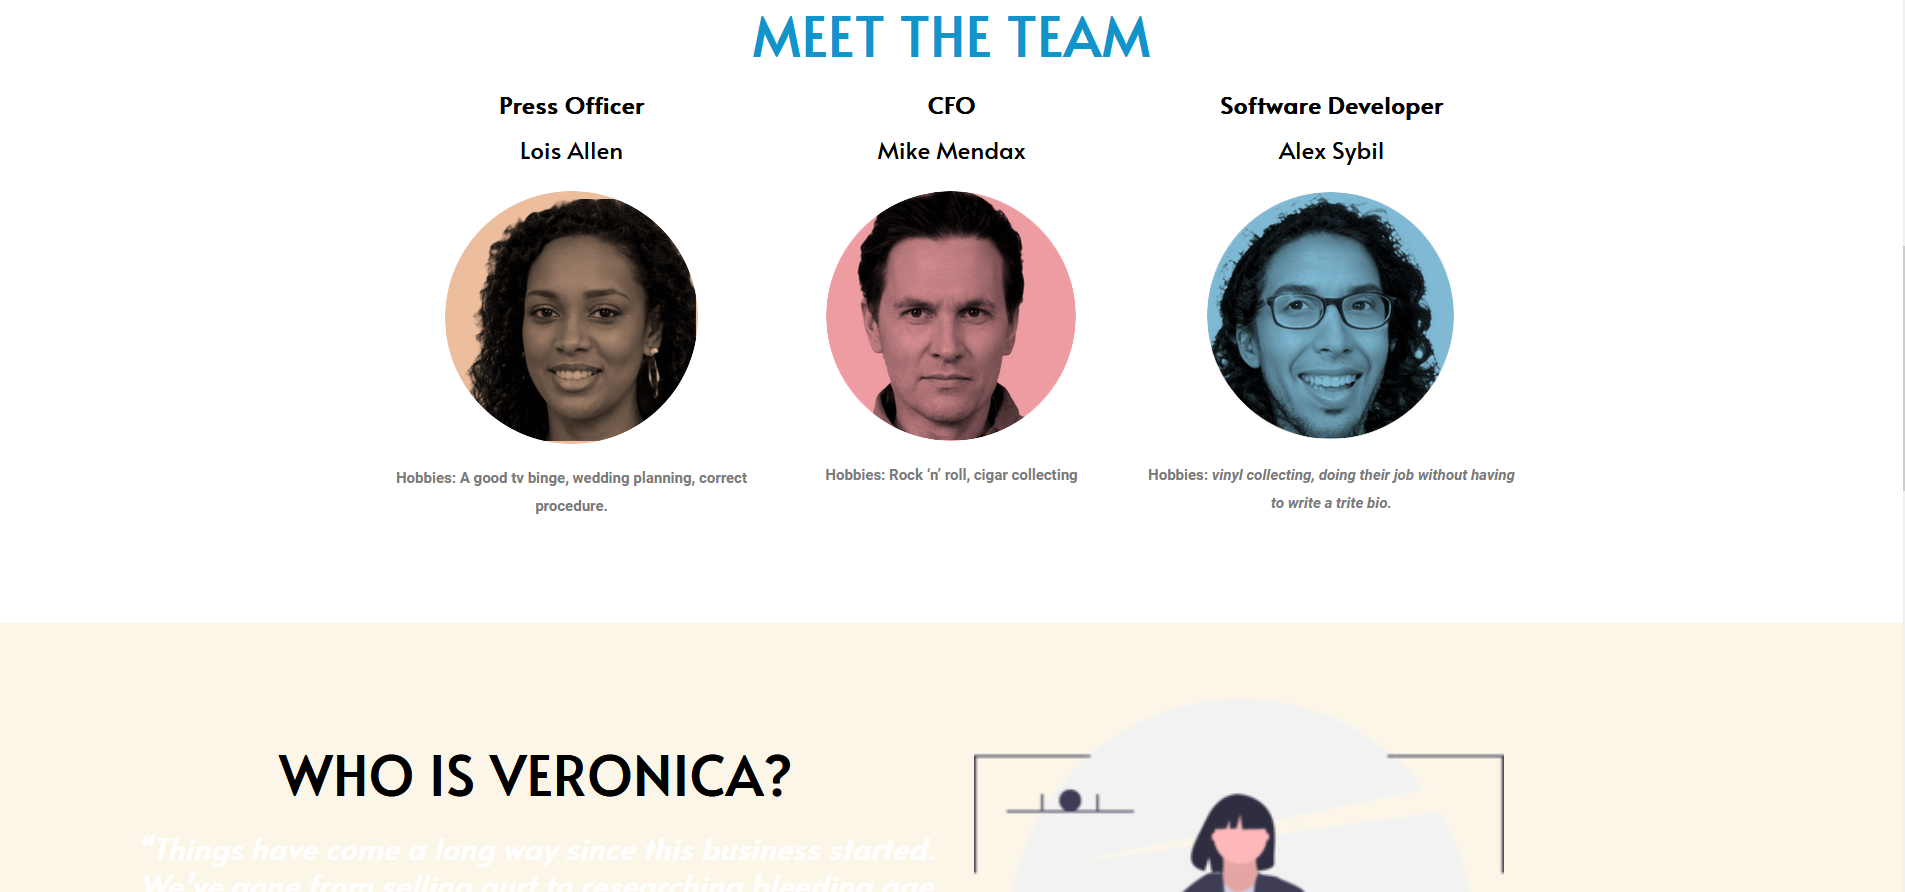 MEET THE TEAM
Press Officer
CFO
Software Developer
Lois Allen
Mike Mendax
Alex Sybil
Hobbies: A good tv binge, wedding planning, correct
procedure.
Hobbies: Rock ‘n’ roll, cigar collecting
Hobbies: vinyl collecting, doing their job without having
to write a trite bio.
WHO IS VERONICA?
“Things have come a long way since this business started.
We’ve gone from selling gurt to researching bleeding age